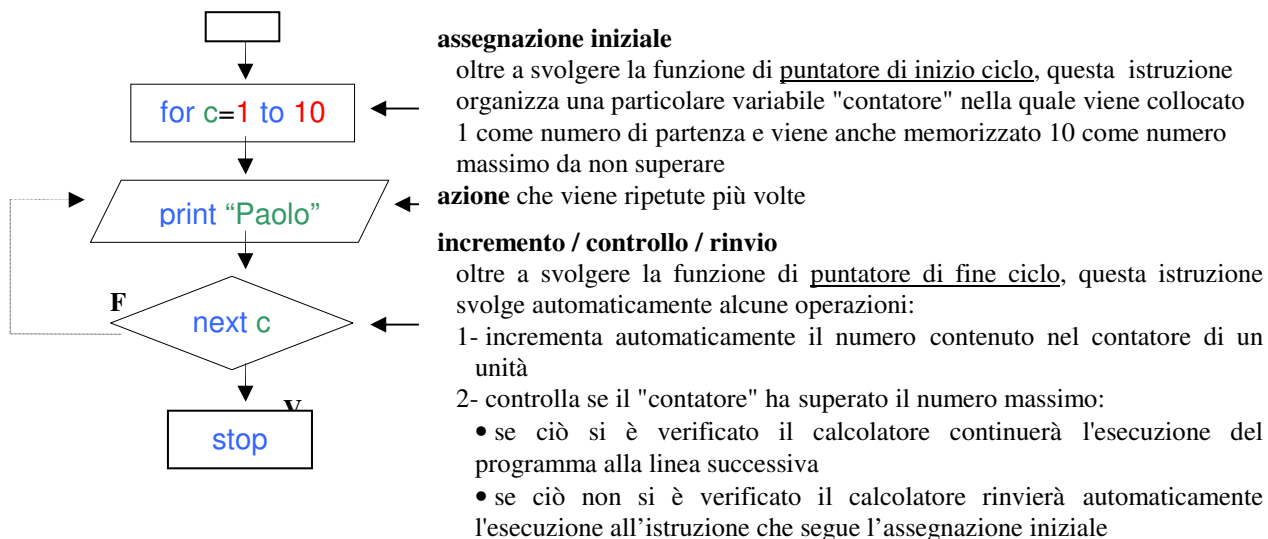 assegnazione iniziale
oltre a svolgere la funzione di puntatore di inizio ciclo, questa istruzione
organizza una particolare variabile "contatore" nella quale viene collocato
1 come numero di partenza e viene anche memorizzato 10 come numero
massimo da non superare
for c=1 to 10
azione che viene ripetute più volte
print “Paolo”
incremento / controllo / rinvio
oltre a svolgere la funzione di puntatore di fine ciclo, questa istruzione
svolge automaticamente alcune operazioni:
1- incrementa automaticamente il numero contenuto nel contatore di un
unità
2- controlla se il "contatore" ha superato il numero massimo:
• se ciò si è verificato il calcolatore continuerà l'esecuzione del
programma alla linea successiva
• se ciò non si è verificato il calcolatore rinvierà automaticamente
l'esecuzione all’istruzione che segue l’assegnazione iniziale
F
next c
V
stop